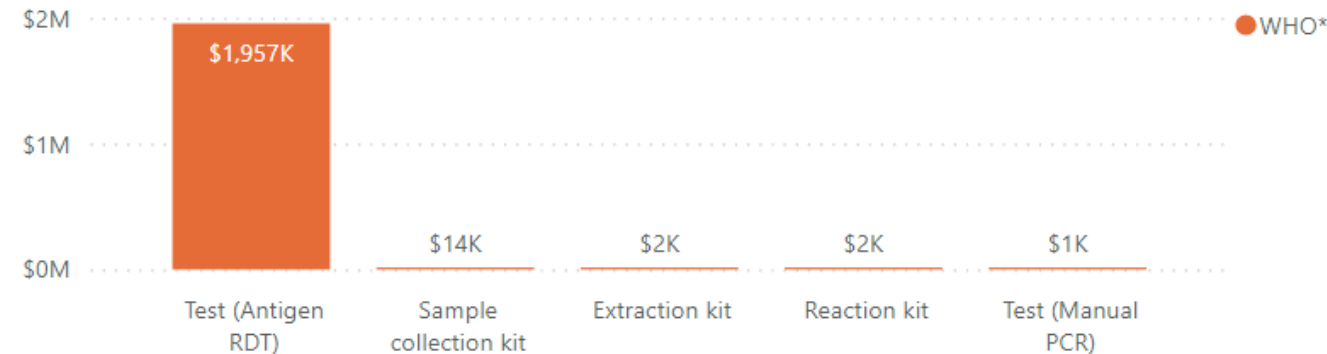 $2M
WHO*
$1,957K
$1M
$14K
$2K
$2K
$1K
$0M
Test (Antigen
RDT)
Sample
collection kit
Extraction kit
Reaction kit
Test (Manual
PCR)